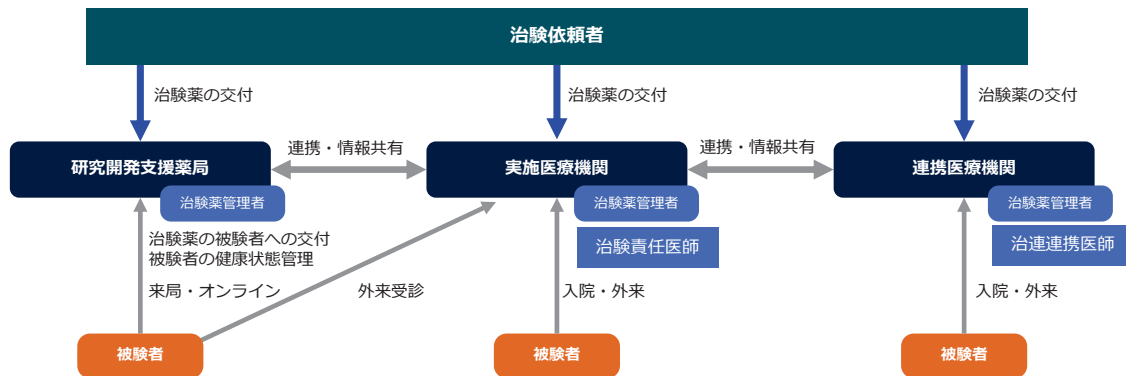 治験依頼者
治験薬の交付
治験薬の交付
治験薬の交付
研究開発支援薬局
連携・情報共有
実施医療機関
連携・情報共有
連携医療機関
治験薬管理者
治験薬管理者
治験薬管理者
治験薬の被験者への交付
被験者の健康状態管理
治験責任医師
治連連携医師
来局・オンライン
外来受診
入院・外来
入院・外来
被験者
被験者
被験者